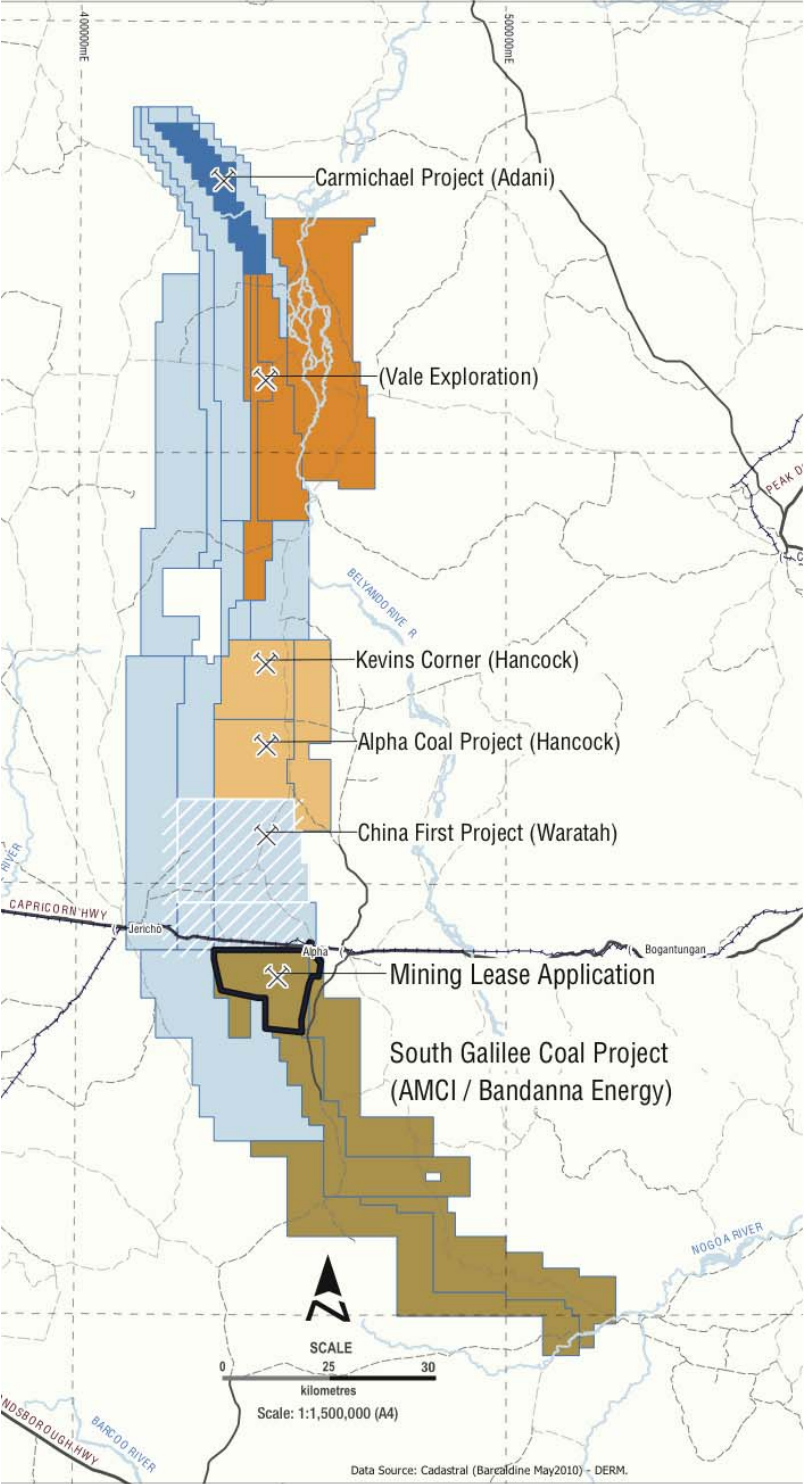 400000mE
500000mE
Carmichael Project (Adani)
(Vale Exploration)
PEAK D
BELYANDO RIVE R
Kevins Corner (Hancock)
Alpha Coal Project (Hancock)
China First Project (Waratah)
RIVER
CAPRICORN HWY
Jericho
Alpha
Bogantungan
Mining Lease Application
South Galilee Coal Project
(AMCI / Bandanna Energy)
NOGOA RIVER
N
SCALE
0 25 30
kilometres
Scale: 1:1,500,000 (A4)
NDSBOROUGH HWY
BARCOO RIVER
Data Source: Cadastral (Barcaldine May2010) - DERM.